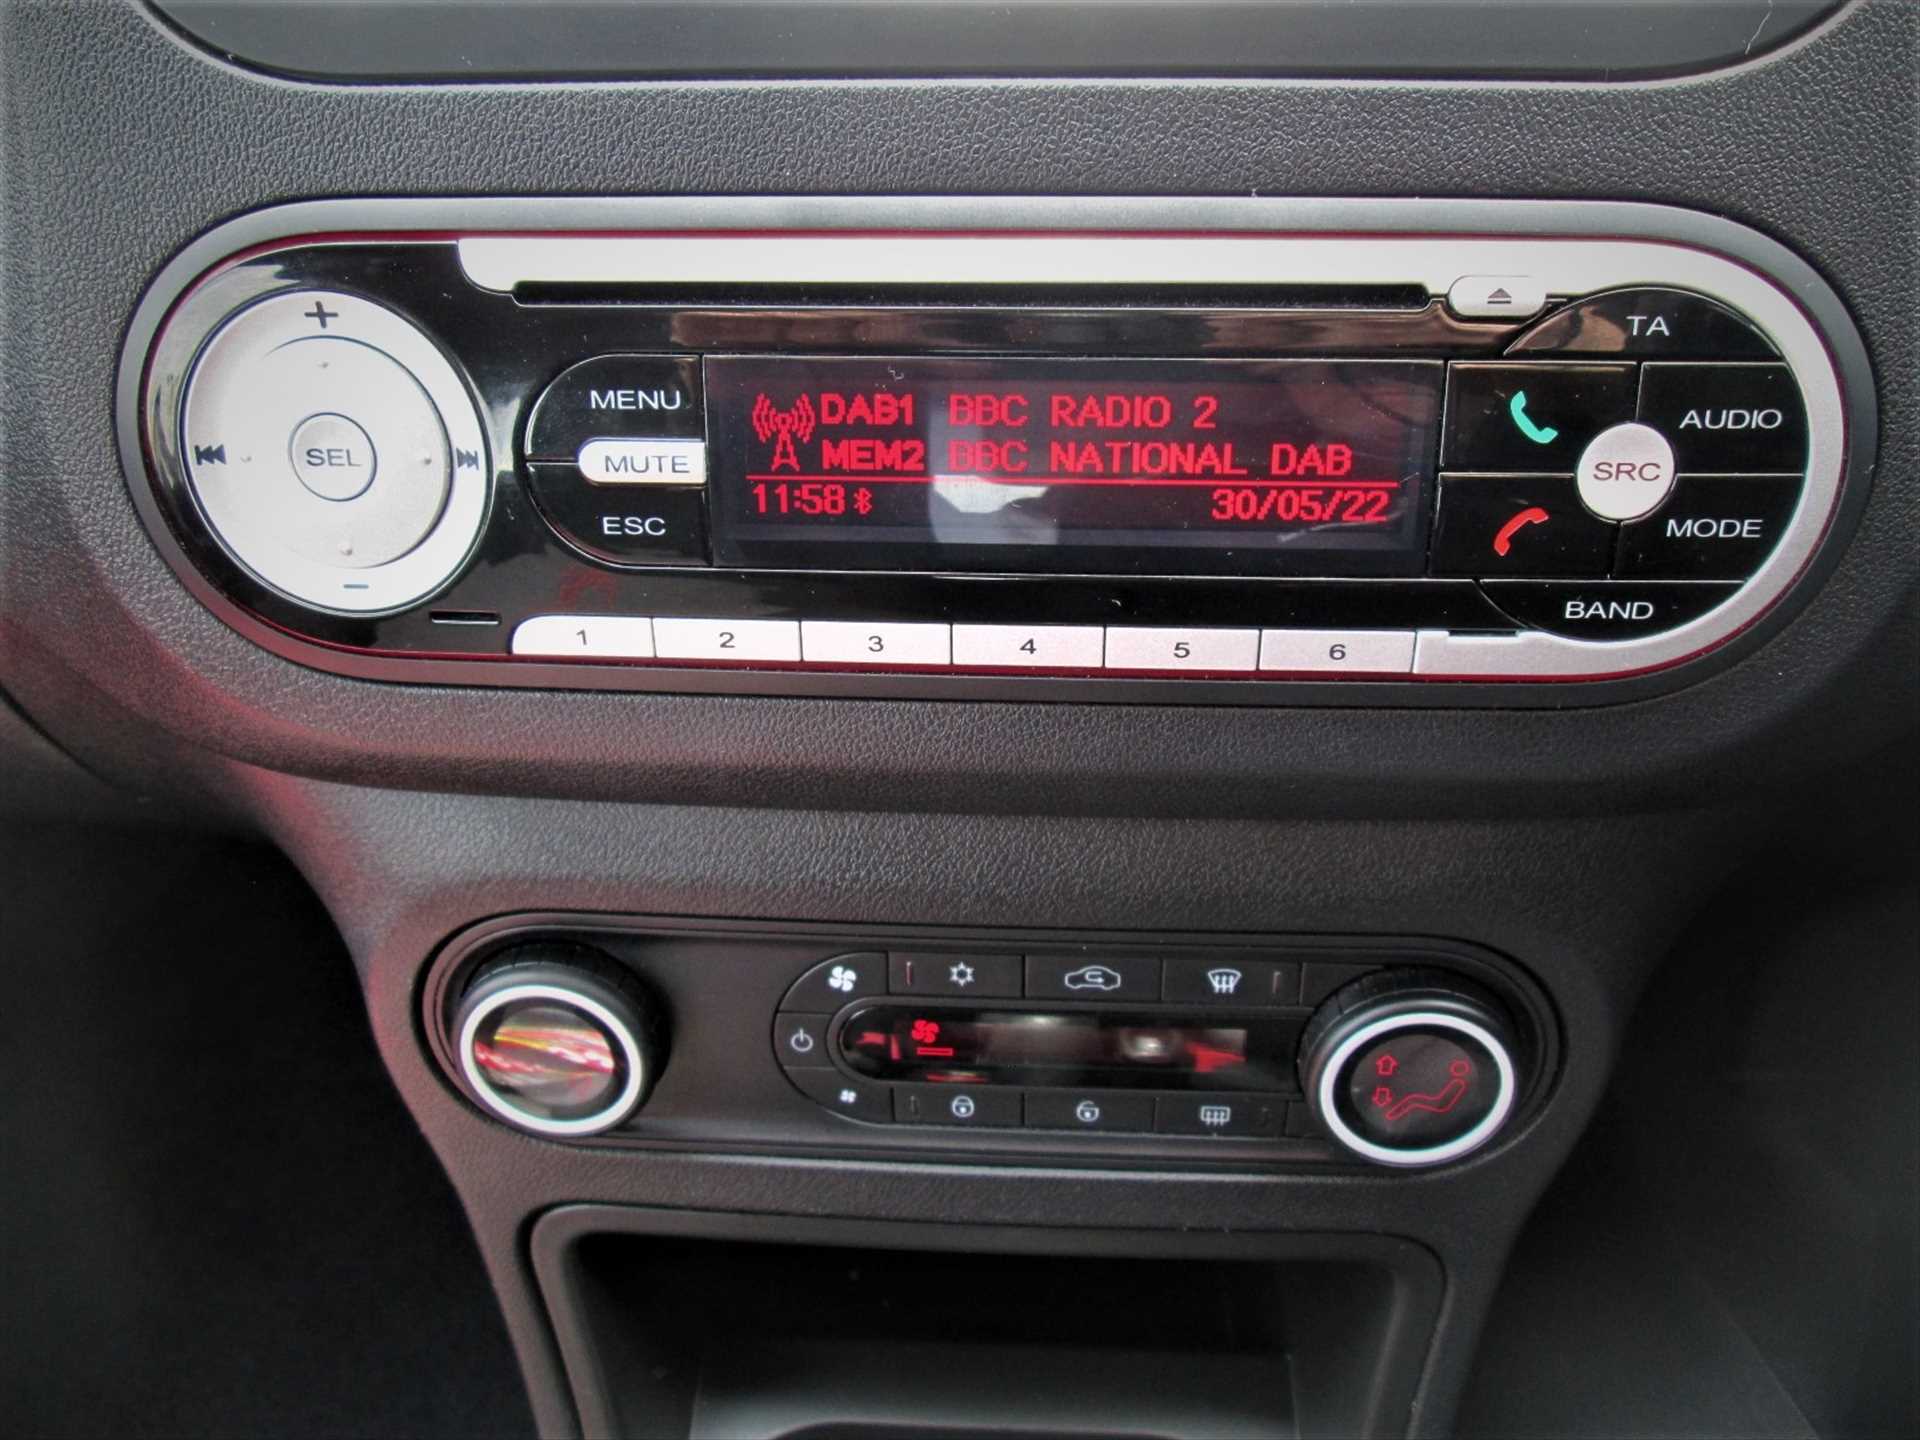 TA
MENU
DAB1 BBC RADIO 2
AUDIO
SEL
MUTE
MEM2 BBC NATIONAL DAB
SRC
11:58
30/05/22
ESC
MODE
BAND
1 2 3 4 5 6